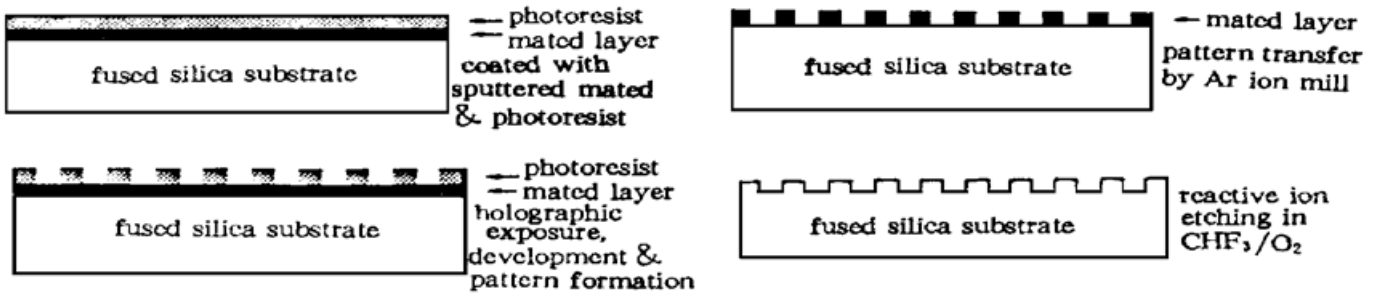 photoresist
mated layer
fused silica substrate
coated with
sputtered mated
& photoresist
photoresist
mated layer
fused silica substrate
holographic
exposure,
development &
pattern formation
mated layer
fused silica substrate
pattern transfer
by Ar ion mill
fused silica substrate
reactive ion
etching in
CHF₃/O₂